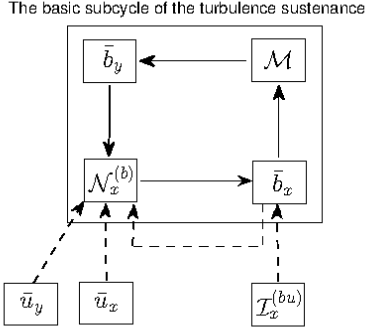 The basic subcycle of the turbulence sustenance
b̄_y
ℳ
𝒩_x^(b)
b̄_x
ū_y
ū_x
ℐ_x^(bu)